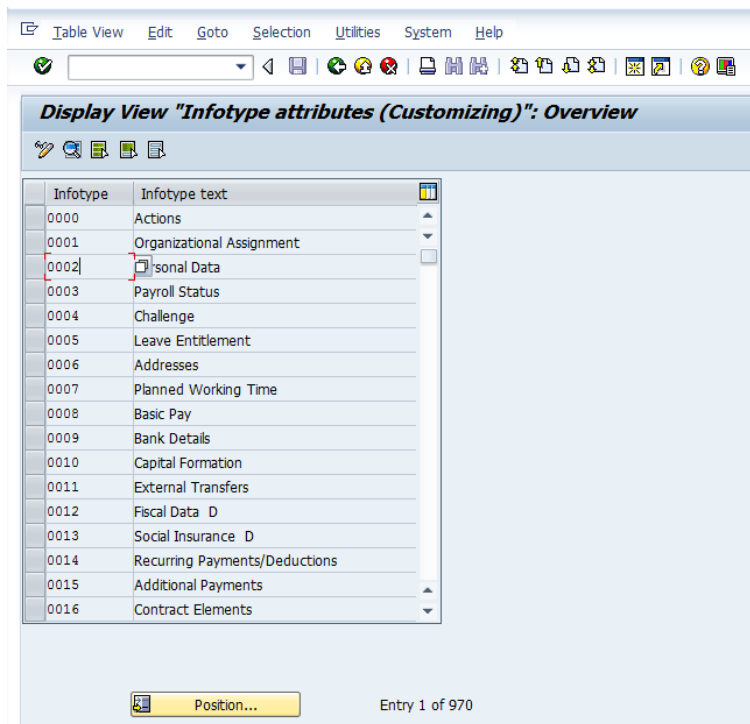 Table View Edit Goto Selection Utilities System Help
Display View "Infotype attributes (Customizing)": Overview
Infotype Infotype text
0000 Actions
0001 Organizational Assignment
0002 rsonal Data
0003 Payroll Status
0004 Challenge
0005 Leave Entitlement
0006 Addresses
0007 Planned Working Time
0008 Basic Pay
0009 Bank Details
0010 Capital Formation
0011 External Transfers
0012 Fiscal Data D
0013 Social Insurance D
0014 Recurring Payments/Deductions
0015 Additional Payments
0016 Contract Elements
Position... Entry 1 of 970